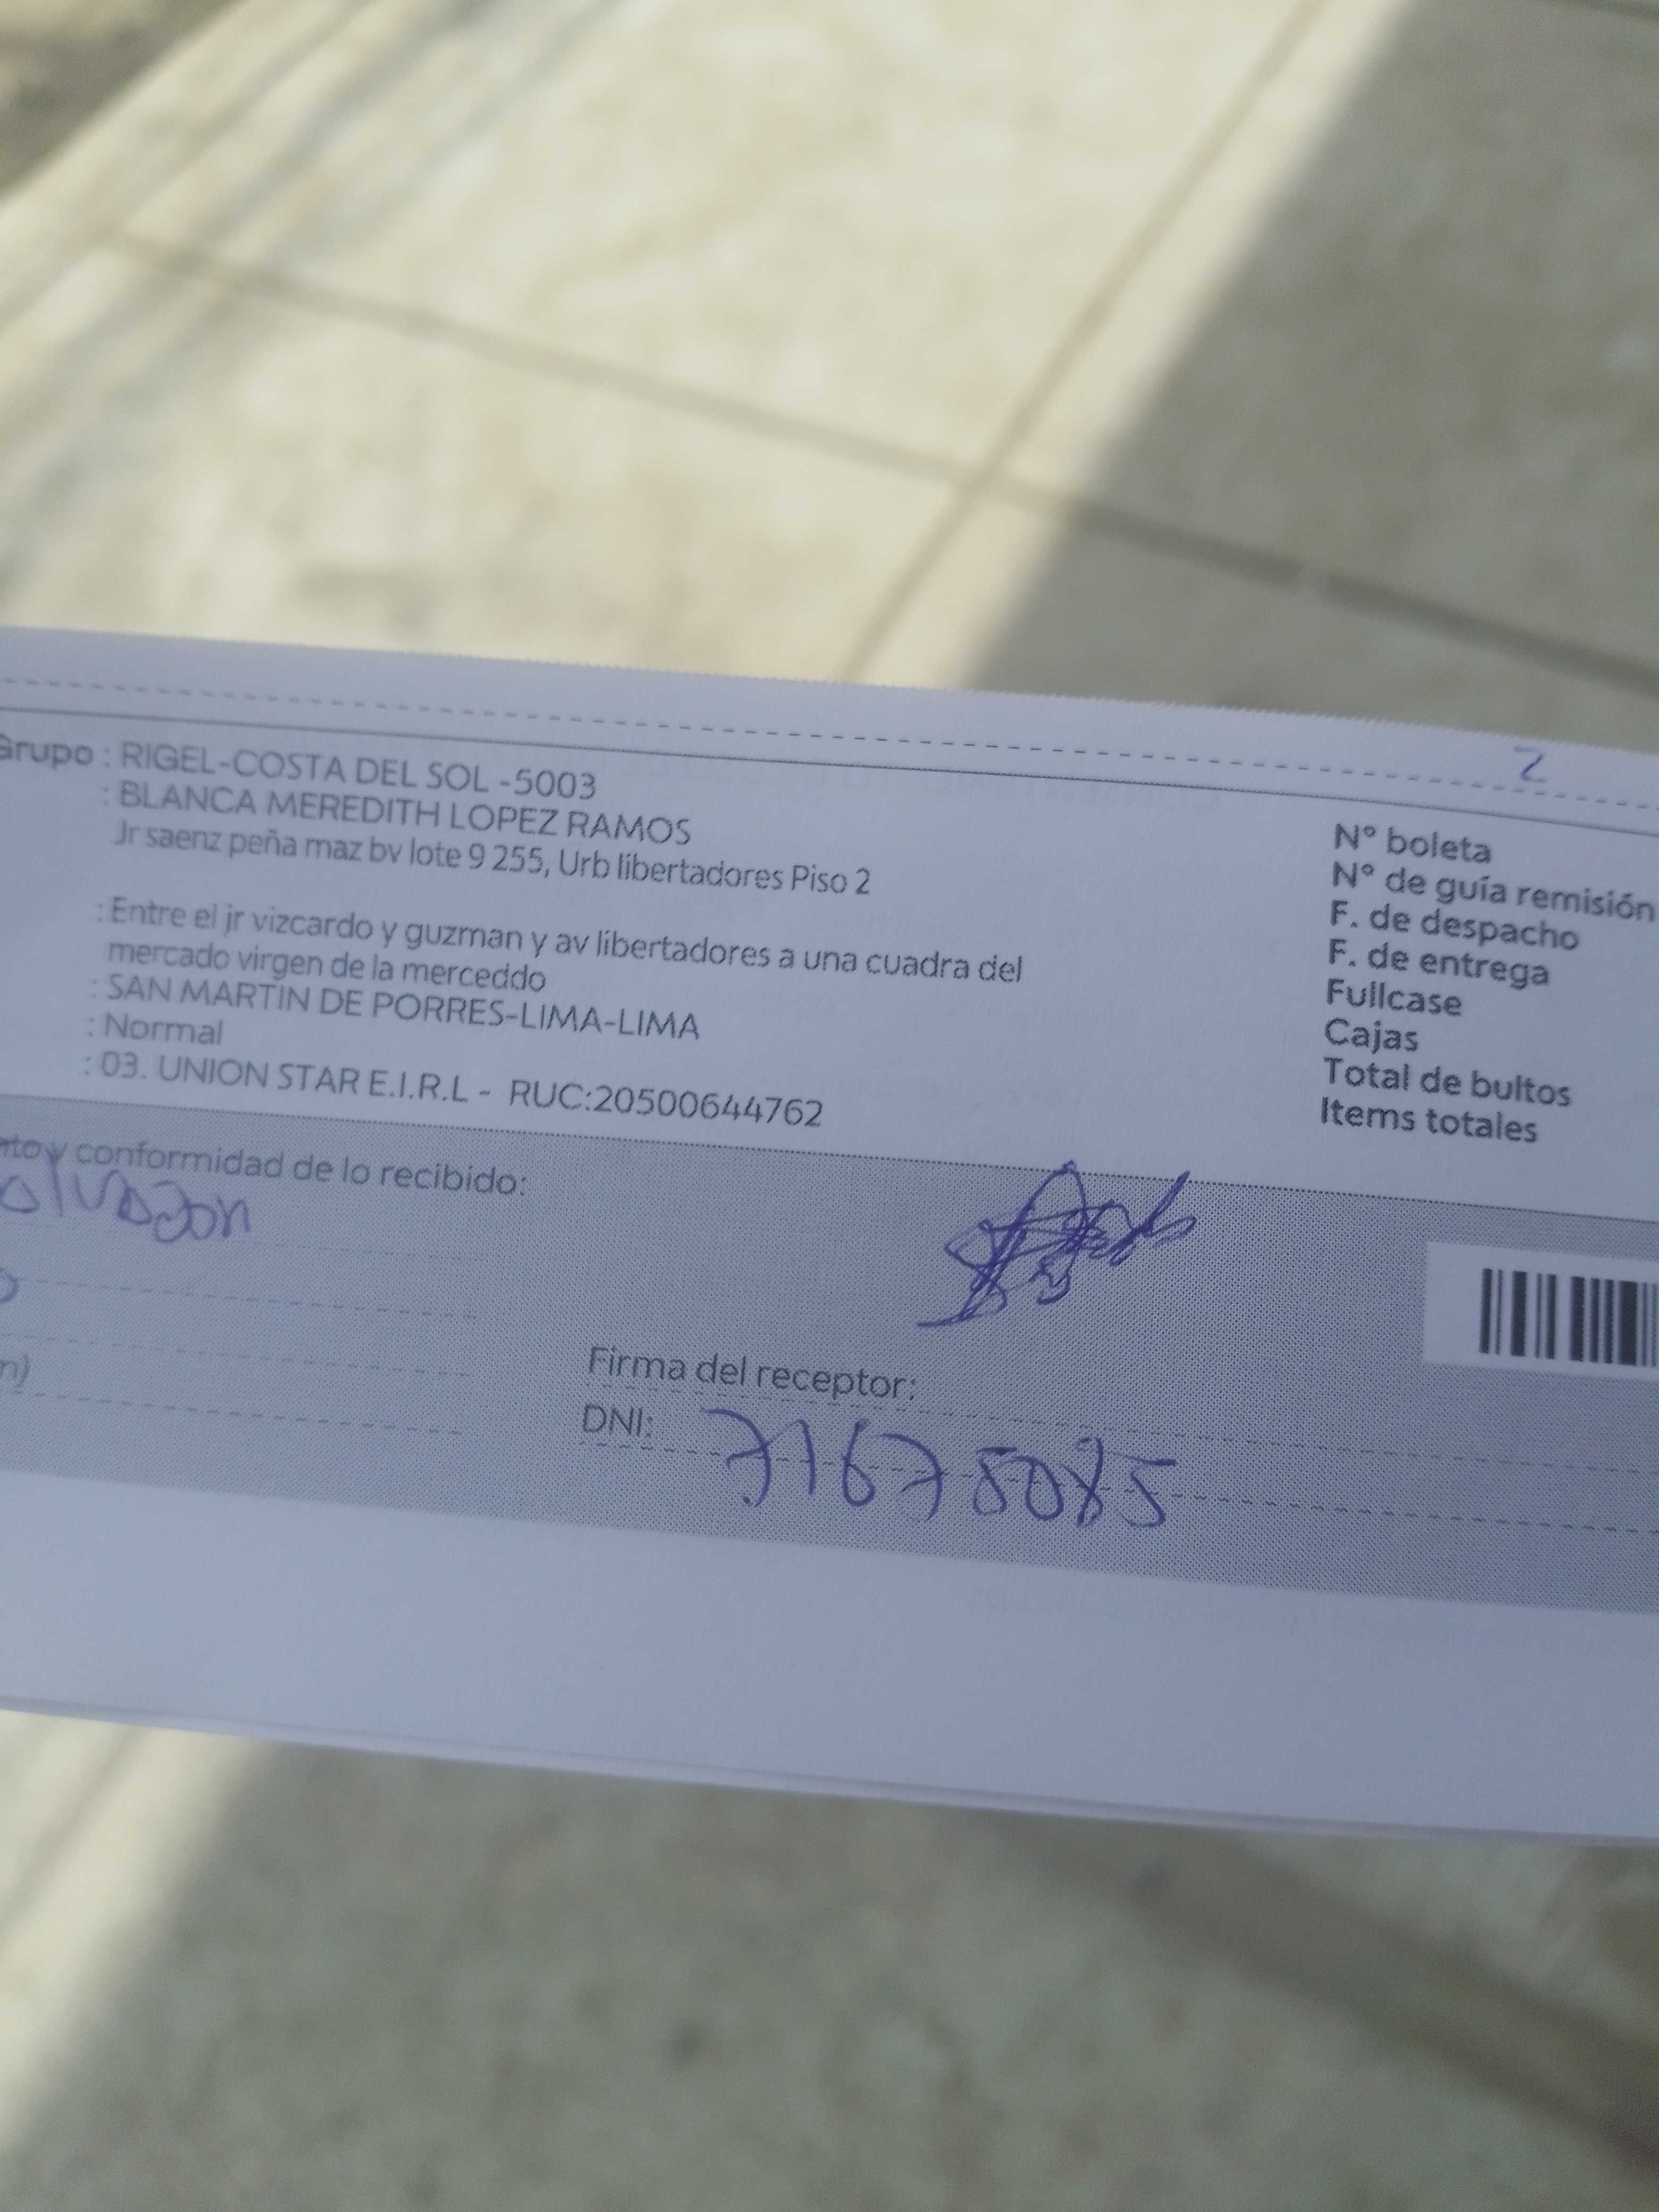 Grupo : RIGEL-COSTA DEL SOL -5003
: BLANCA MEREDITH LOPEZ RAMOS
Jr saenz peña maz bv lote 9 255, Urb libertadores Piso 2
: Entre el jr vizcardo y guzman y av libertadores a una cuadra del
mercado virgen de la merceddo
: SAN MARTIN DE PORRES-LIMA-LIMA
: Normal
: 03. UNION STAR E.I.R.L - RUC:20500644762
2
N° boleta
N° de guía remisión
F. de despacho
F. de entrega
Fullcase
Cajas
Total de bultos
Items totales
y conformidad de lo recibido:
Firma del receptor:
DNI: 71675085